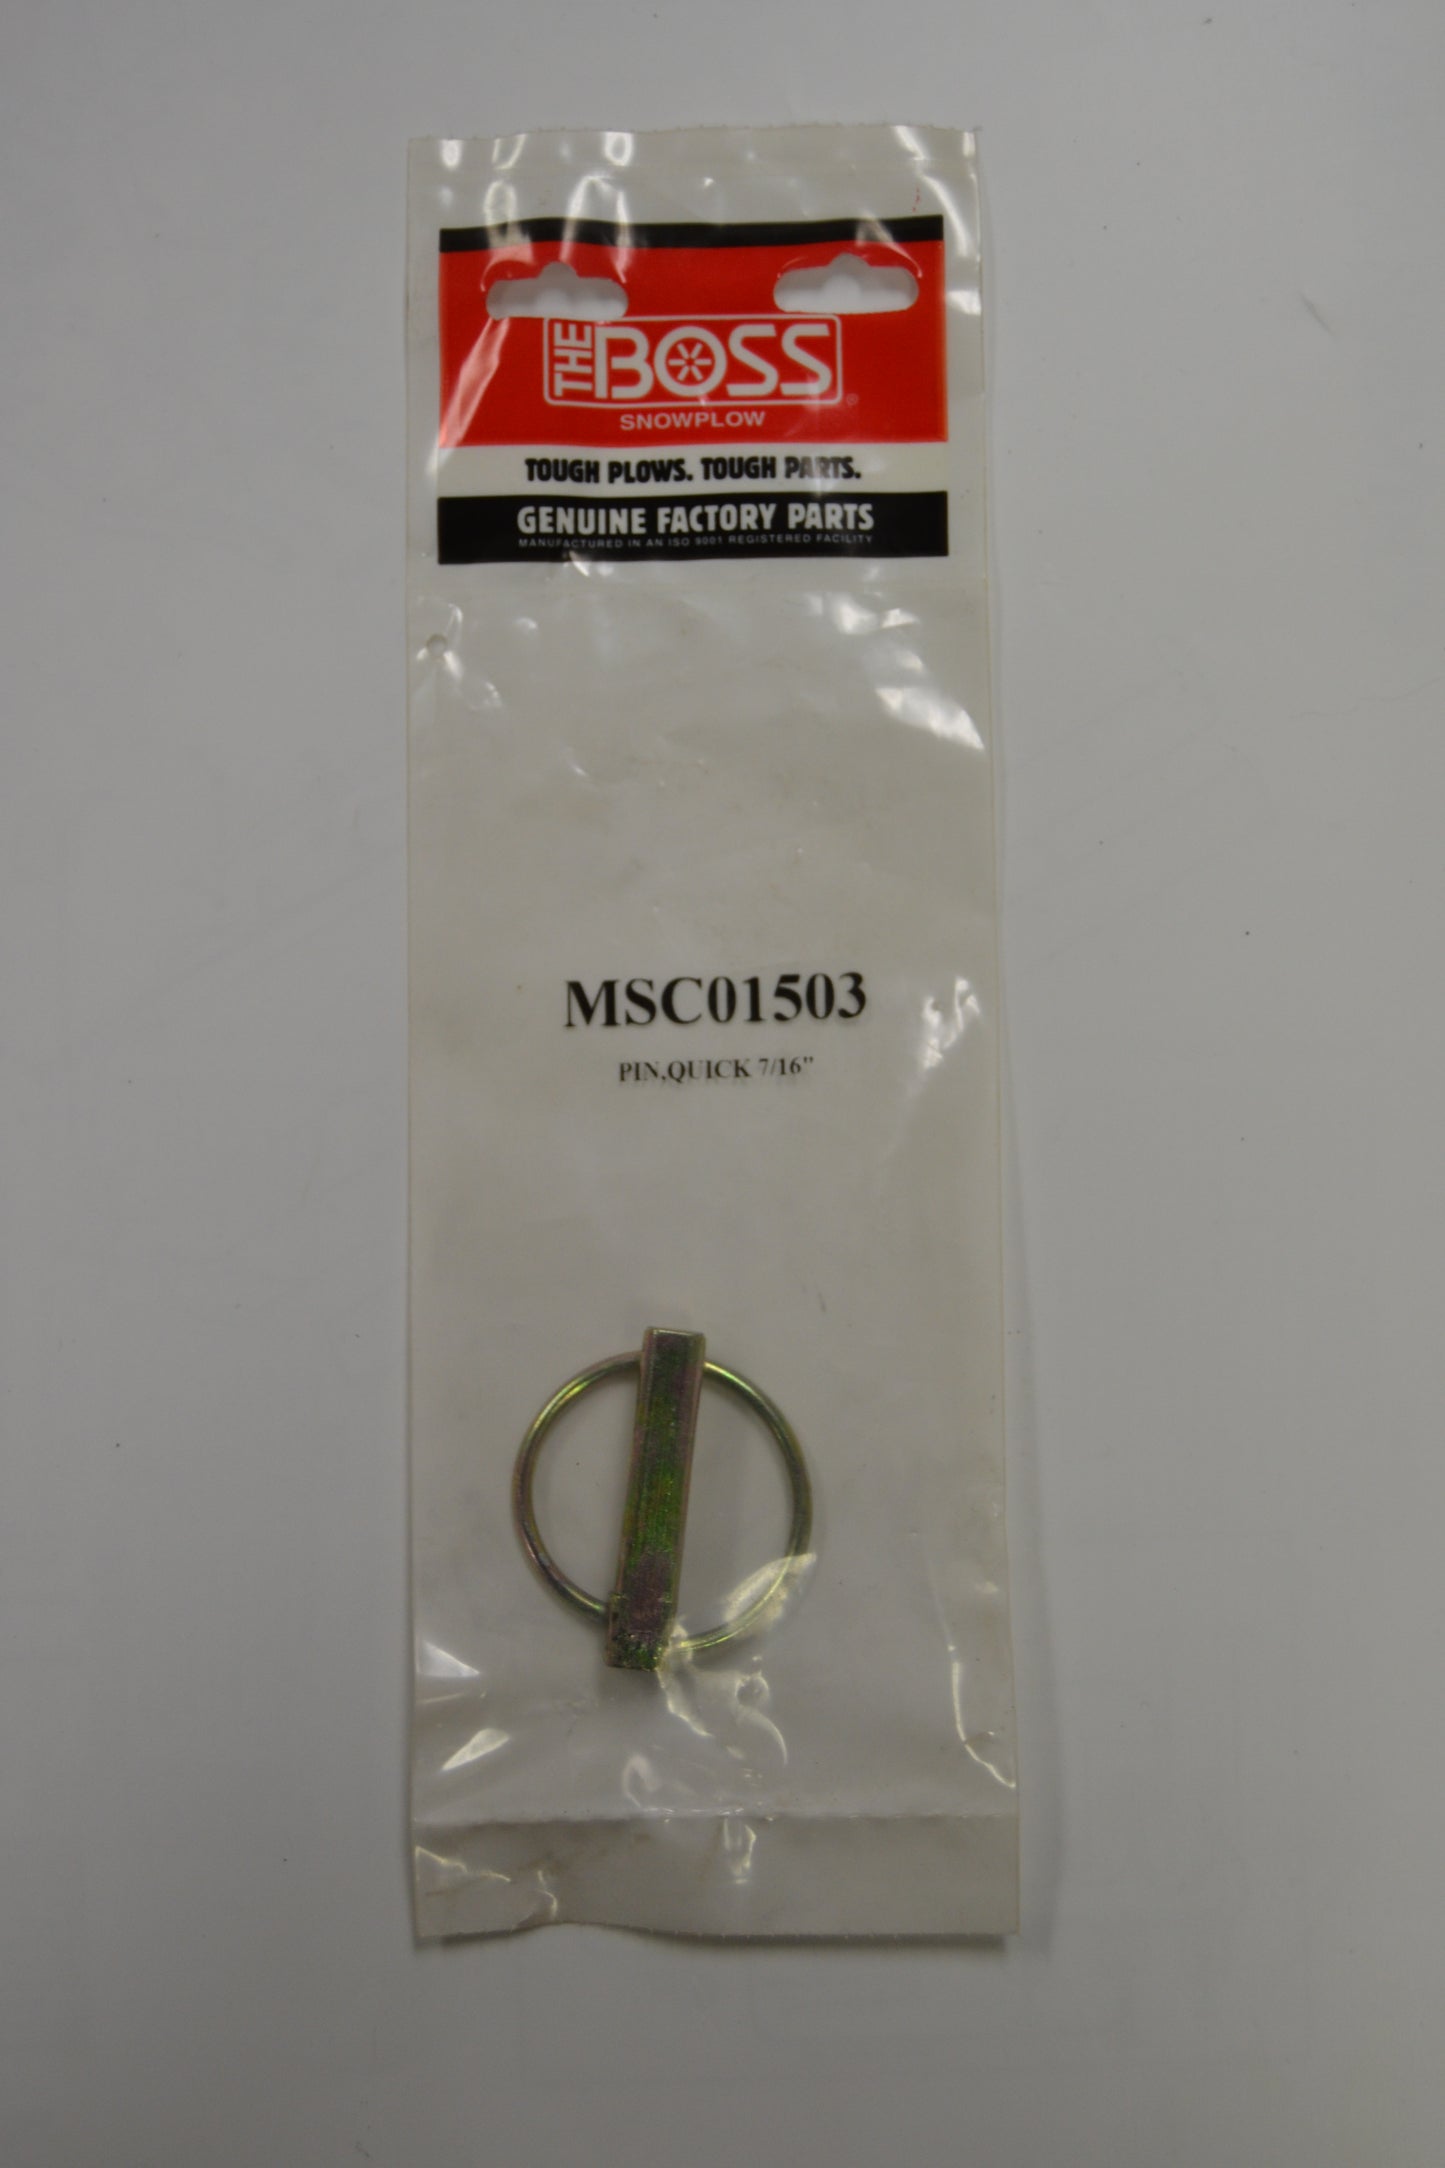 THE BOSS®
SNOWPLOW
TOUGH PLOWS. TOUGH PARTS.
GENUINE FACTORY PARTS
MANUFACTURED IN AN ISO 9001 REGISTERED FACILITY
MSC01503
PIN,QUICK 7/16"